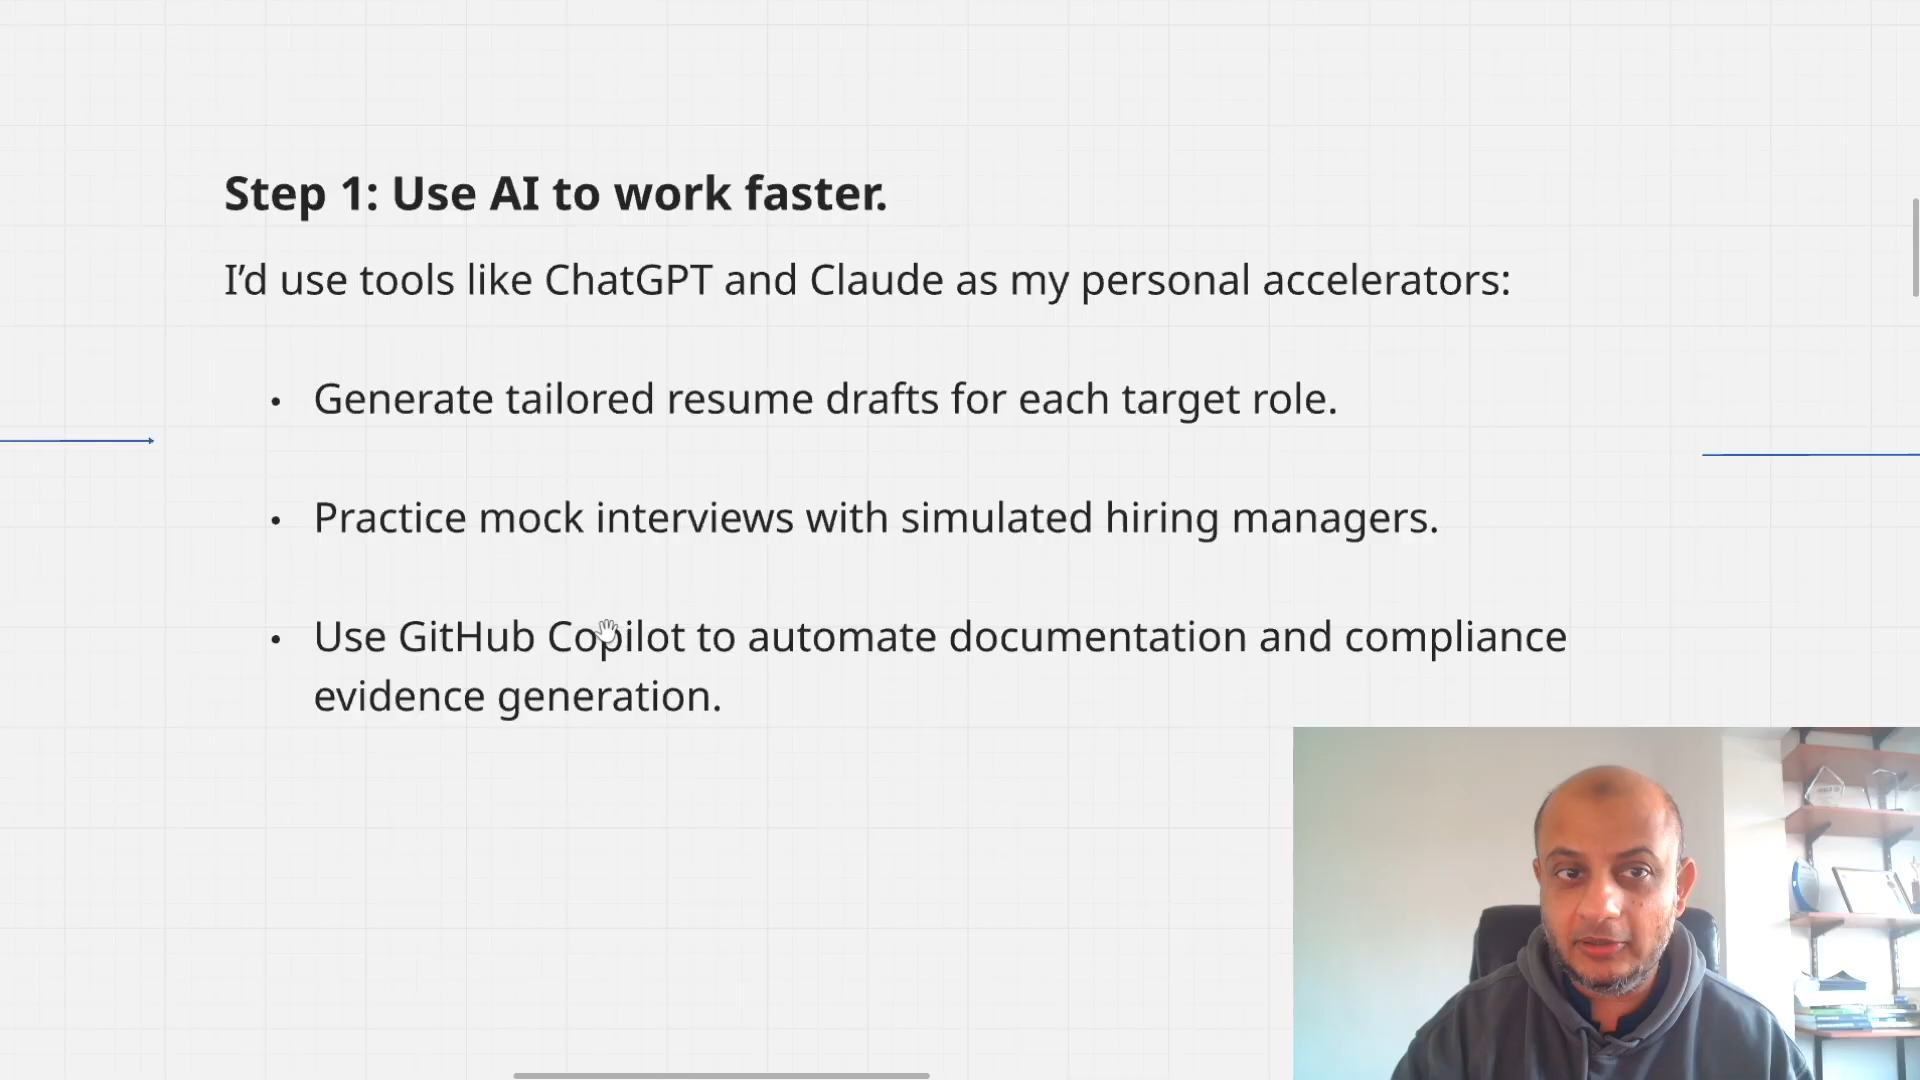 Step 1: Use AI to work faster.
I’d use tools like ChatGPT and Claude as my personal accelerators:
• Generate tailored resume drafts for each target role.
• Practice mock interviews with simulated hiring managers.
• Use GitHub Copilot to automate documentation and compliance
evidence generation.